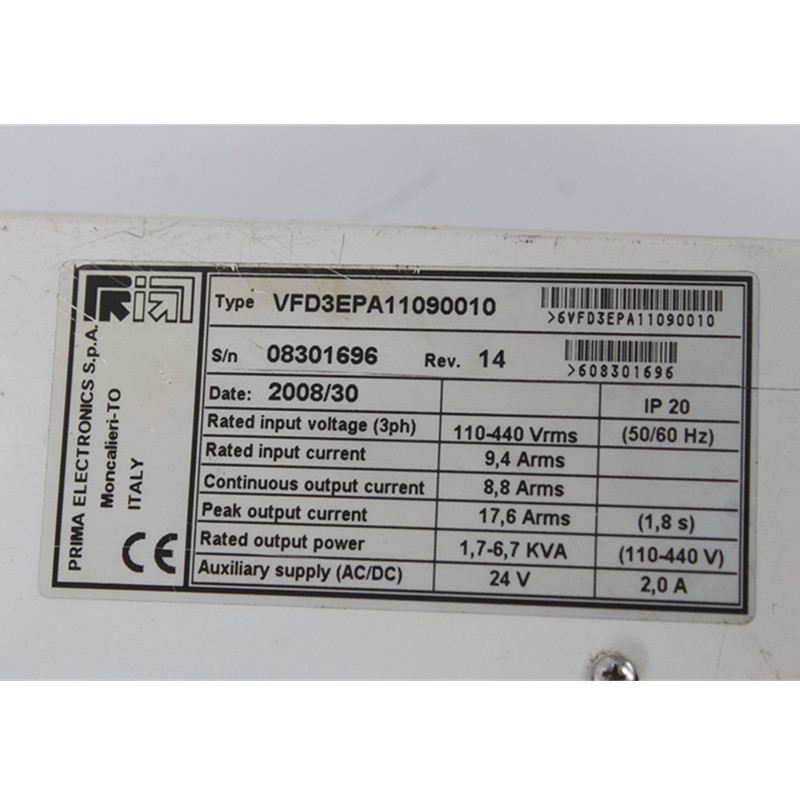 PRIMA ELECTRONICS S.p.A.
Moncalieri-TO
ITALY
CE
Type VFD3EPA11090010
>6VFD3EPA11090010
S/n 08301696 Rev. 14
>608301696
Date: 2008/30 IP 20
Rated input voltage (3ph) 110-440 Vrms (50/60 Hz)
Rated input current 9,4 Arms
Continuous output current 8,8 Arms
Peak output current 17,6 Arms (1,8 s)
Rated output power 1,7-6,7 KVA (110-440 V)
Auxiliary supply (AC/DC) 24 V 2,0 A